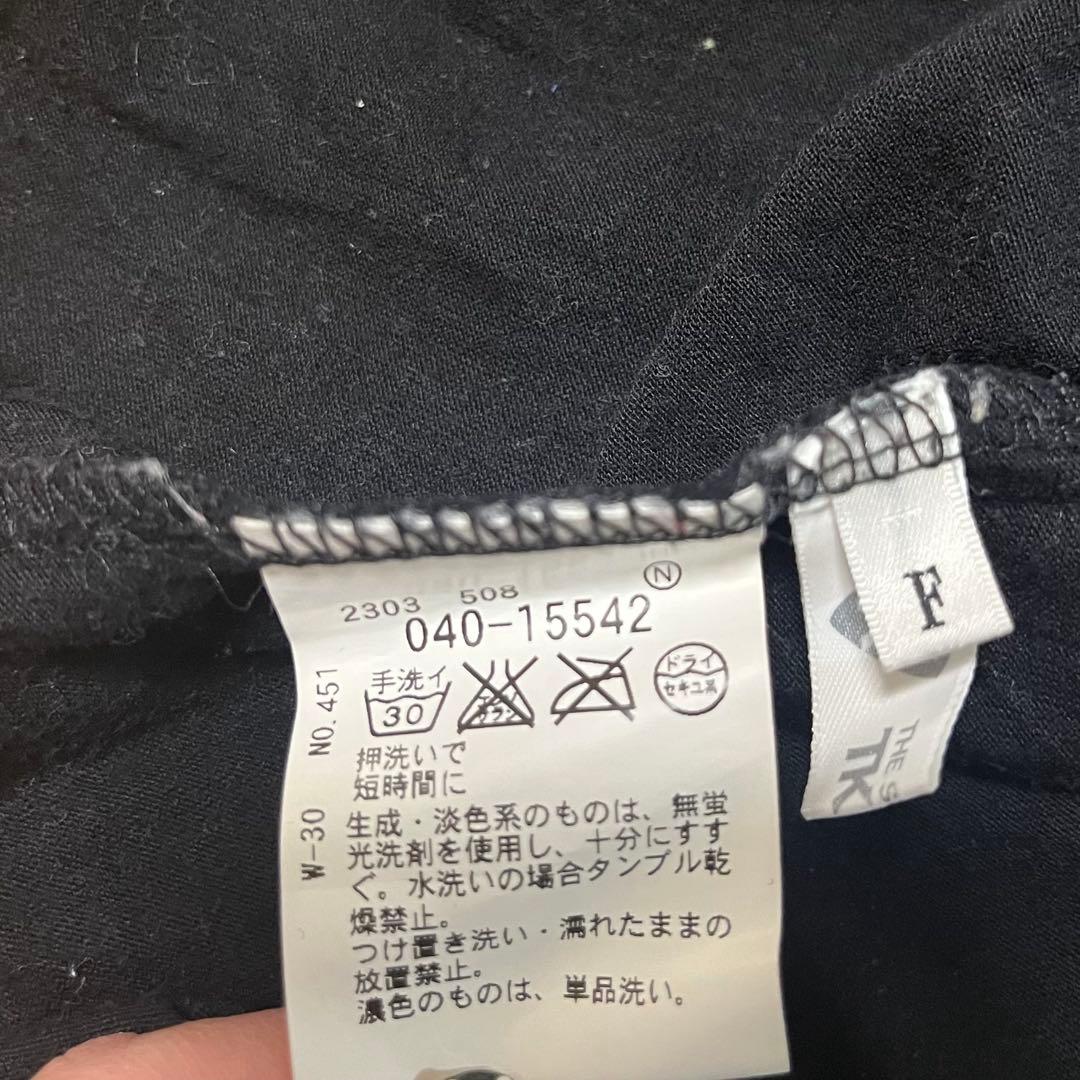 2303 508
N
040-15542
手洗イ
30
ドライ
セキユ系
押洗いで
短時間に
生成・淡色系のものは、無蛍
光洗剤を使用し、十分にすす
ぐ。水洗いの場合タンブル乾
燥禁止。
つけ置き洗い・濡れたままの
放置禁止。
濃色のものは、単品洗い。
W-30 NO.451
F
THE S
TK